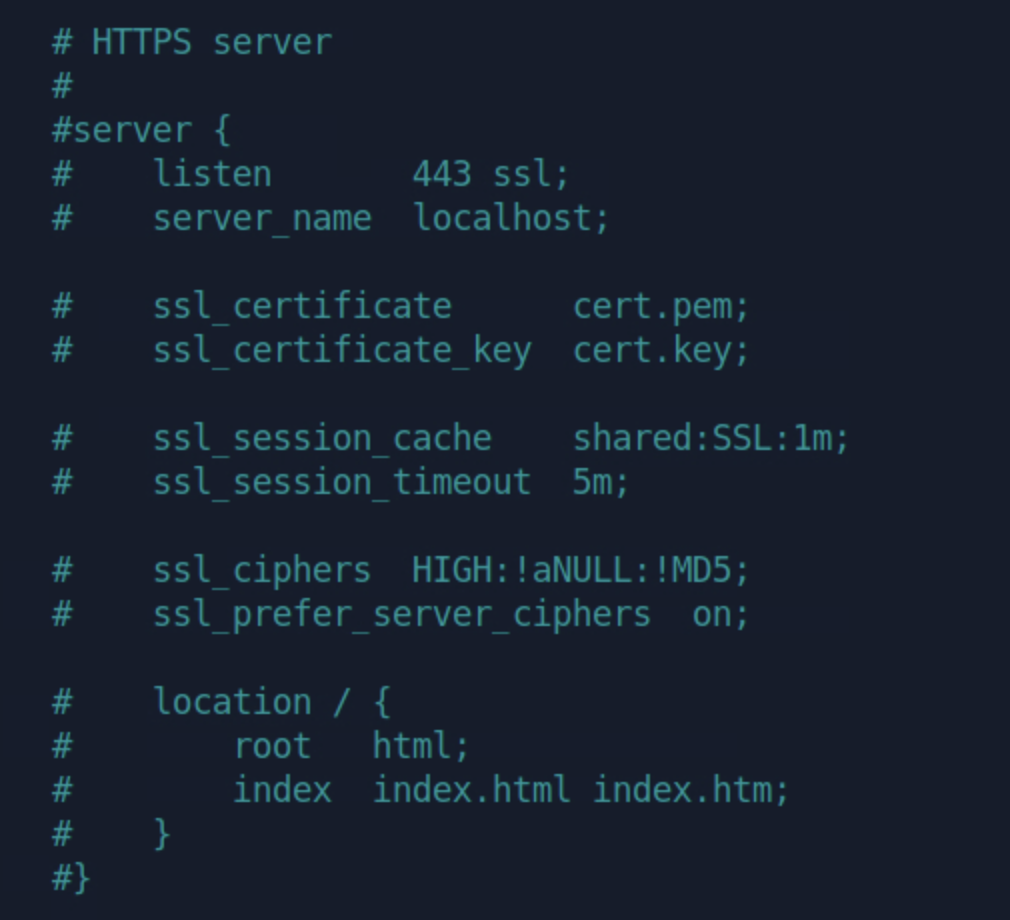 # HTTPS server
#
#server {
#    listen       443 ssl;
#    server_name  localhost;

#    ssl_certificate      cert.pem;
#    ssl_certificate_key  cert.key;

#    ssl_session_cache    shared:SSL:1m;
#    ssl_session_timeout  5m;

#    ssl_ciphers  HIGH:!aNULL:!MD5;
#    ssl_prefer_server_ciphers  on;

#    location / {
#        root   html;
#        index  index.html index.htm;
#    }
#}